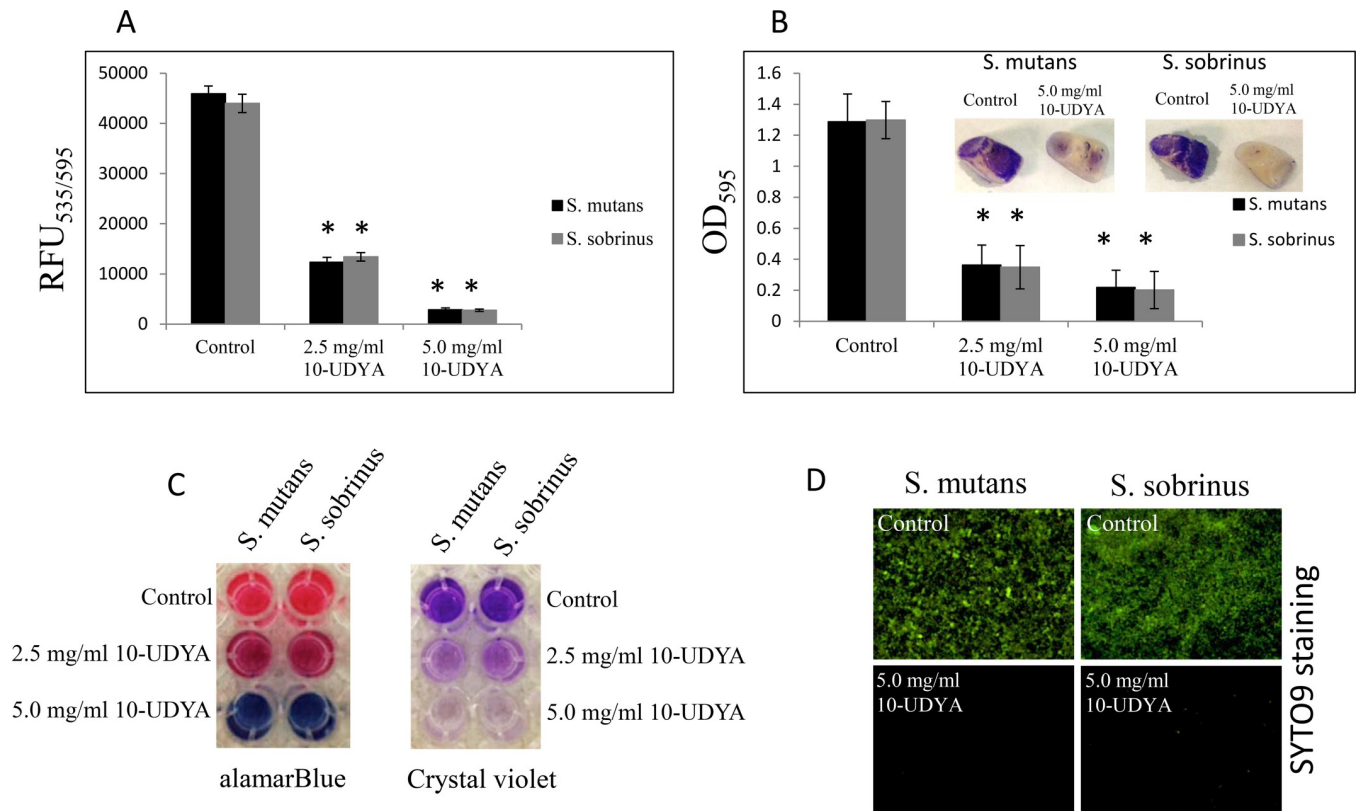 A
50000
40000
30000
20000
10000
0
RFU535/595
Control
2.5 mg/ml
10-UDYA
5.0 mg/ml
10-UDYA
* *
* *
S. mutans
S. sobrinus
B
1.6
1.4
1.2
1
0.8
0.6
0.4
0.2
0
OD595
S. mutans
S. sobrinus
Control
5.0 mg/ml
10-UDYA
Control
5.0 mg/ml
10-UDYA
S. mutans
S. sobrinus
* *
* *
Control
2.5 mg/ml
10-UDYA
5.0 mg/ml
10-UDYA
C
S. mutans
S. sobrinus
S. mutans
S. sobrinus
Control
2.5 mg/ml 10-UDYA
5.0 mg/ml 10-UDYA
Control
2.5 mg/ml 10-UDYA
5.0 mg/ml 10-UDYA
alamarBlue
Crystal violet
D
S. mutans
S. sobrinus
Control
Control
5.0 mg/ml
10-UDYA
5.0 mg/ml
10-UDYA
SYTO9 staining